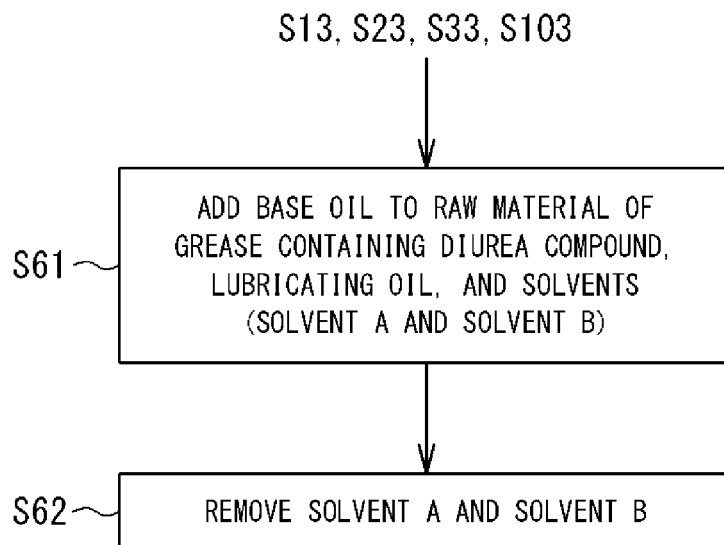 S13, S23, S33, S103
ADD BASE OIL TO RAW MATERIAL OF
GREASE CONTAINING DIUREA COMPOUND,
S61
LUBRICATING OIL, AND SOLVENTS
(SOLVENT A AND SOLVENT B)
S62
REMOVE SOLVENT A AND SOLVENT B